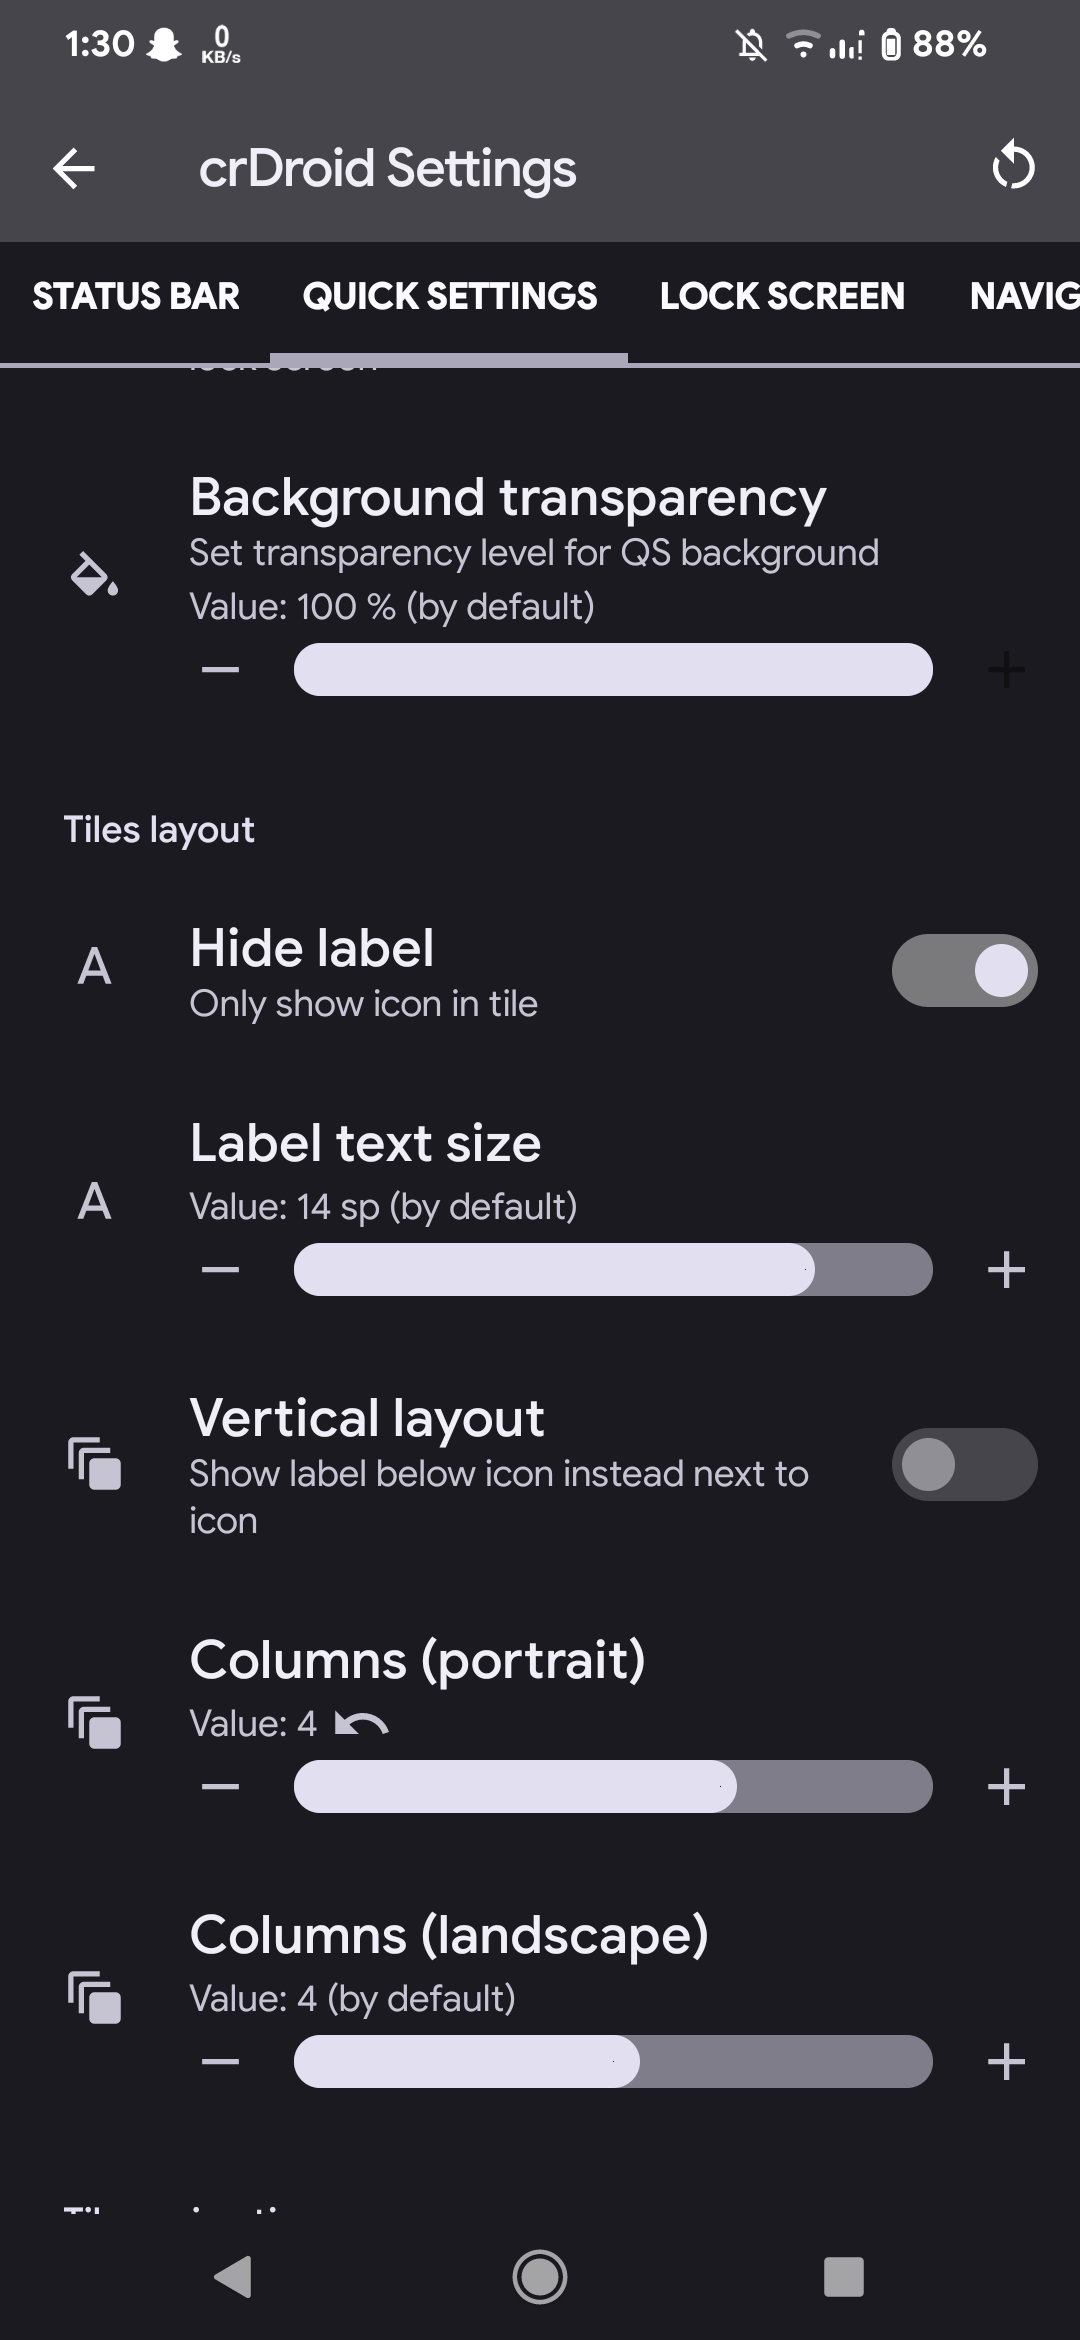 1:30
0
KB/s
88%
crDroid Settings
STATUS BAR
QUICK SETTINGS
LOCK SCREEN
NAVIG
lock screen
Background transparency
Set transparency level for QS background
Value: 100 % (by default)
Tiles layout
A
Hide label
Only show icon in tile
A
Label text size
Value: 14 sp (by default)
Vertical layout
Show label below icon instead next to
icon
Columns (portrait)
Value: 4
Columns (landscape)
Value: 4 (by default)